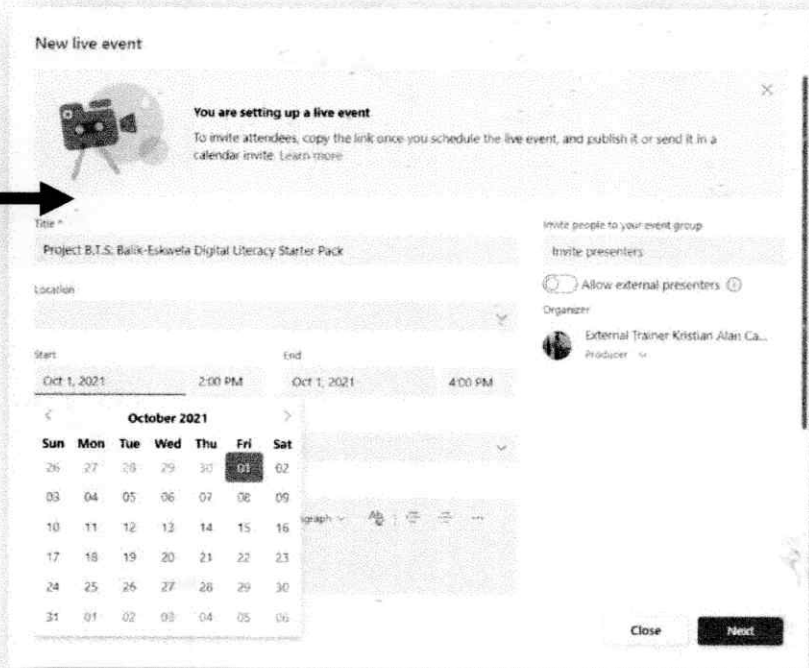 New live event
You are setting up a live event
To invite attendees, copy the link once you schedule the live event, and publish it or send it in a
calendar invite. Learn more
Title *
Project B.T.S: Balik-Eskwela Digital Literacy Starter Pack
Location
Start
End
Oct 1, 2021
2:00 PM
Oct 1, 2021
4:00 PM
October 2021
Sun Mon Tue Wed Thu Fri Sat
26 27 28 29 30 01 02
03 04 05 06 07 08 09
10 11 12 13 14 15 16
17 18 19 20 21 22 23
24 25 26 27 28 29 30
31 01 02 03 04 05 06
agraph
Ab
Invite people to your event group
Invite presenters
Allow external presenters
Organizer
External Trainer Kristian Alan Ca...
Producer
Close
Next